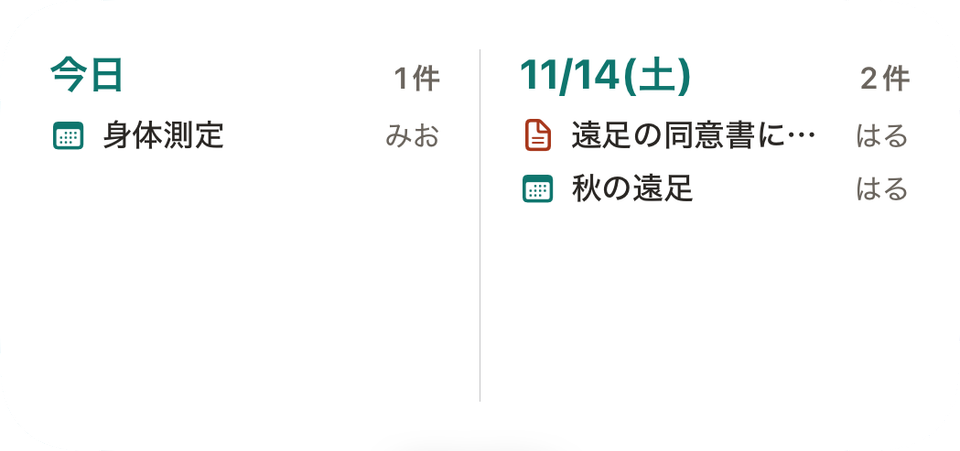 今日 1件
身体測定 みお
11/14(土) 2件
遠足の同意書に… はる
秋の遠足 はる